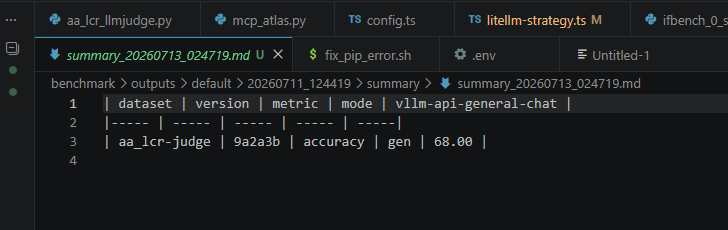 aa_lcr_llmjudge.py mcp_atlas.py TS config.ts TS litellm-strategy.ts M ifbench_0_s
summary_20260713_024719.md U $ fix_pip_error.sh .env Untitled-1
benchmark > outputs > default > 20260711_124419 > summary > summary_20260713_024719.md
1 | dataset | version | metric | mode | vllm-api-general-chat |
2 |----- | ----- | ----- | ----- | -----|
3 | aa_lcr-judge | 9a2a3b | accuracy | gen | 68.00 |
4